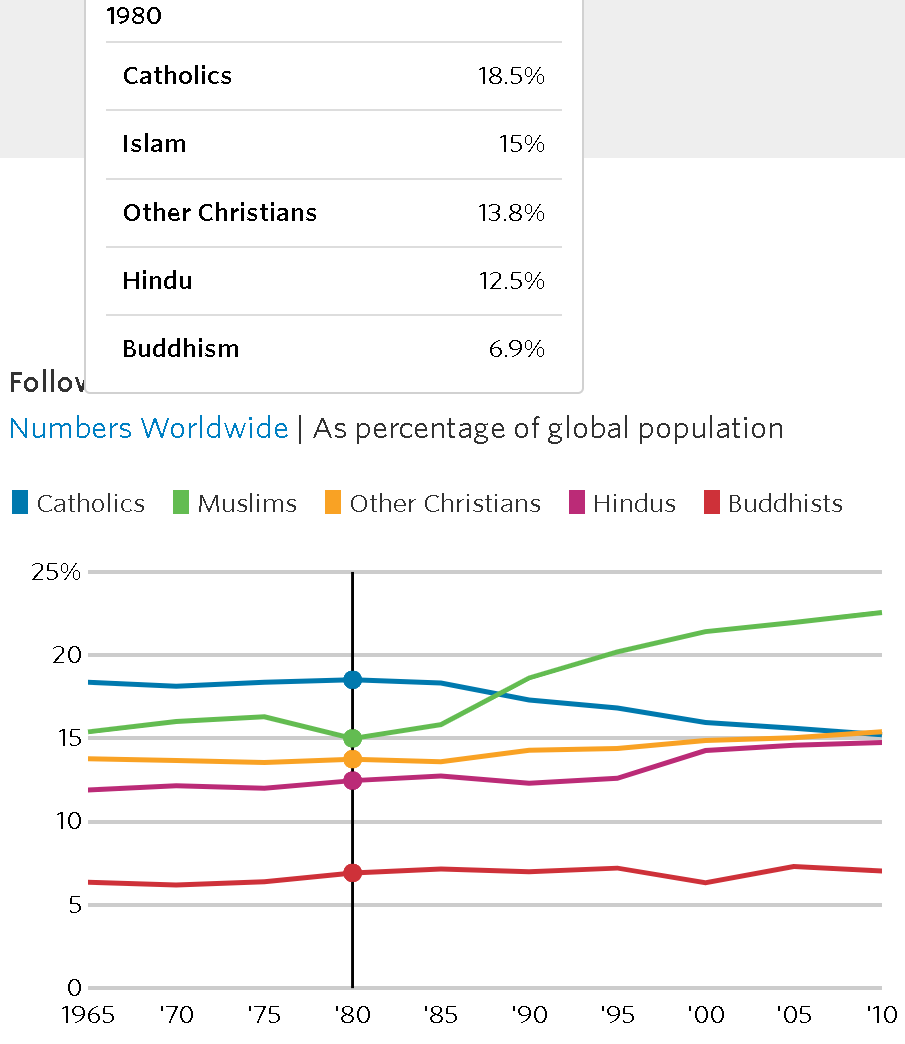 1980
Catholics 18.5%
Islam 15%
Other Christians 13.8%
Hindu 12.5%
Buddhism 6.9%
Numbers Worldwide | As percentage of global population
Catholics Muslims Other Christians Hindus Buddhists
25%
20
15
10
5
0
1965 '70 '75 '80 '85 '90 '95 '00 '05 '10